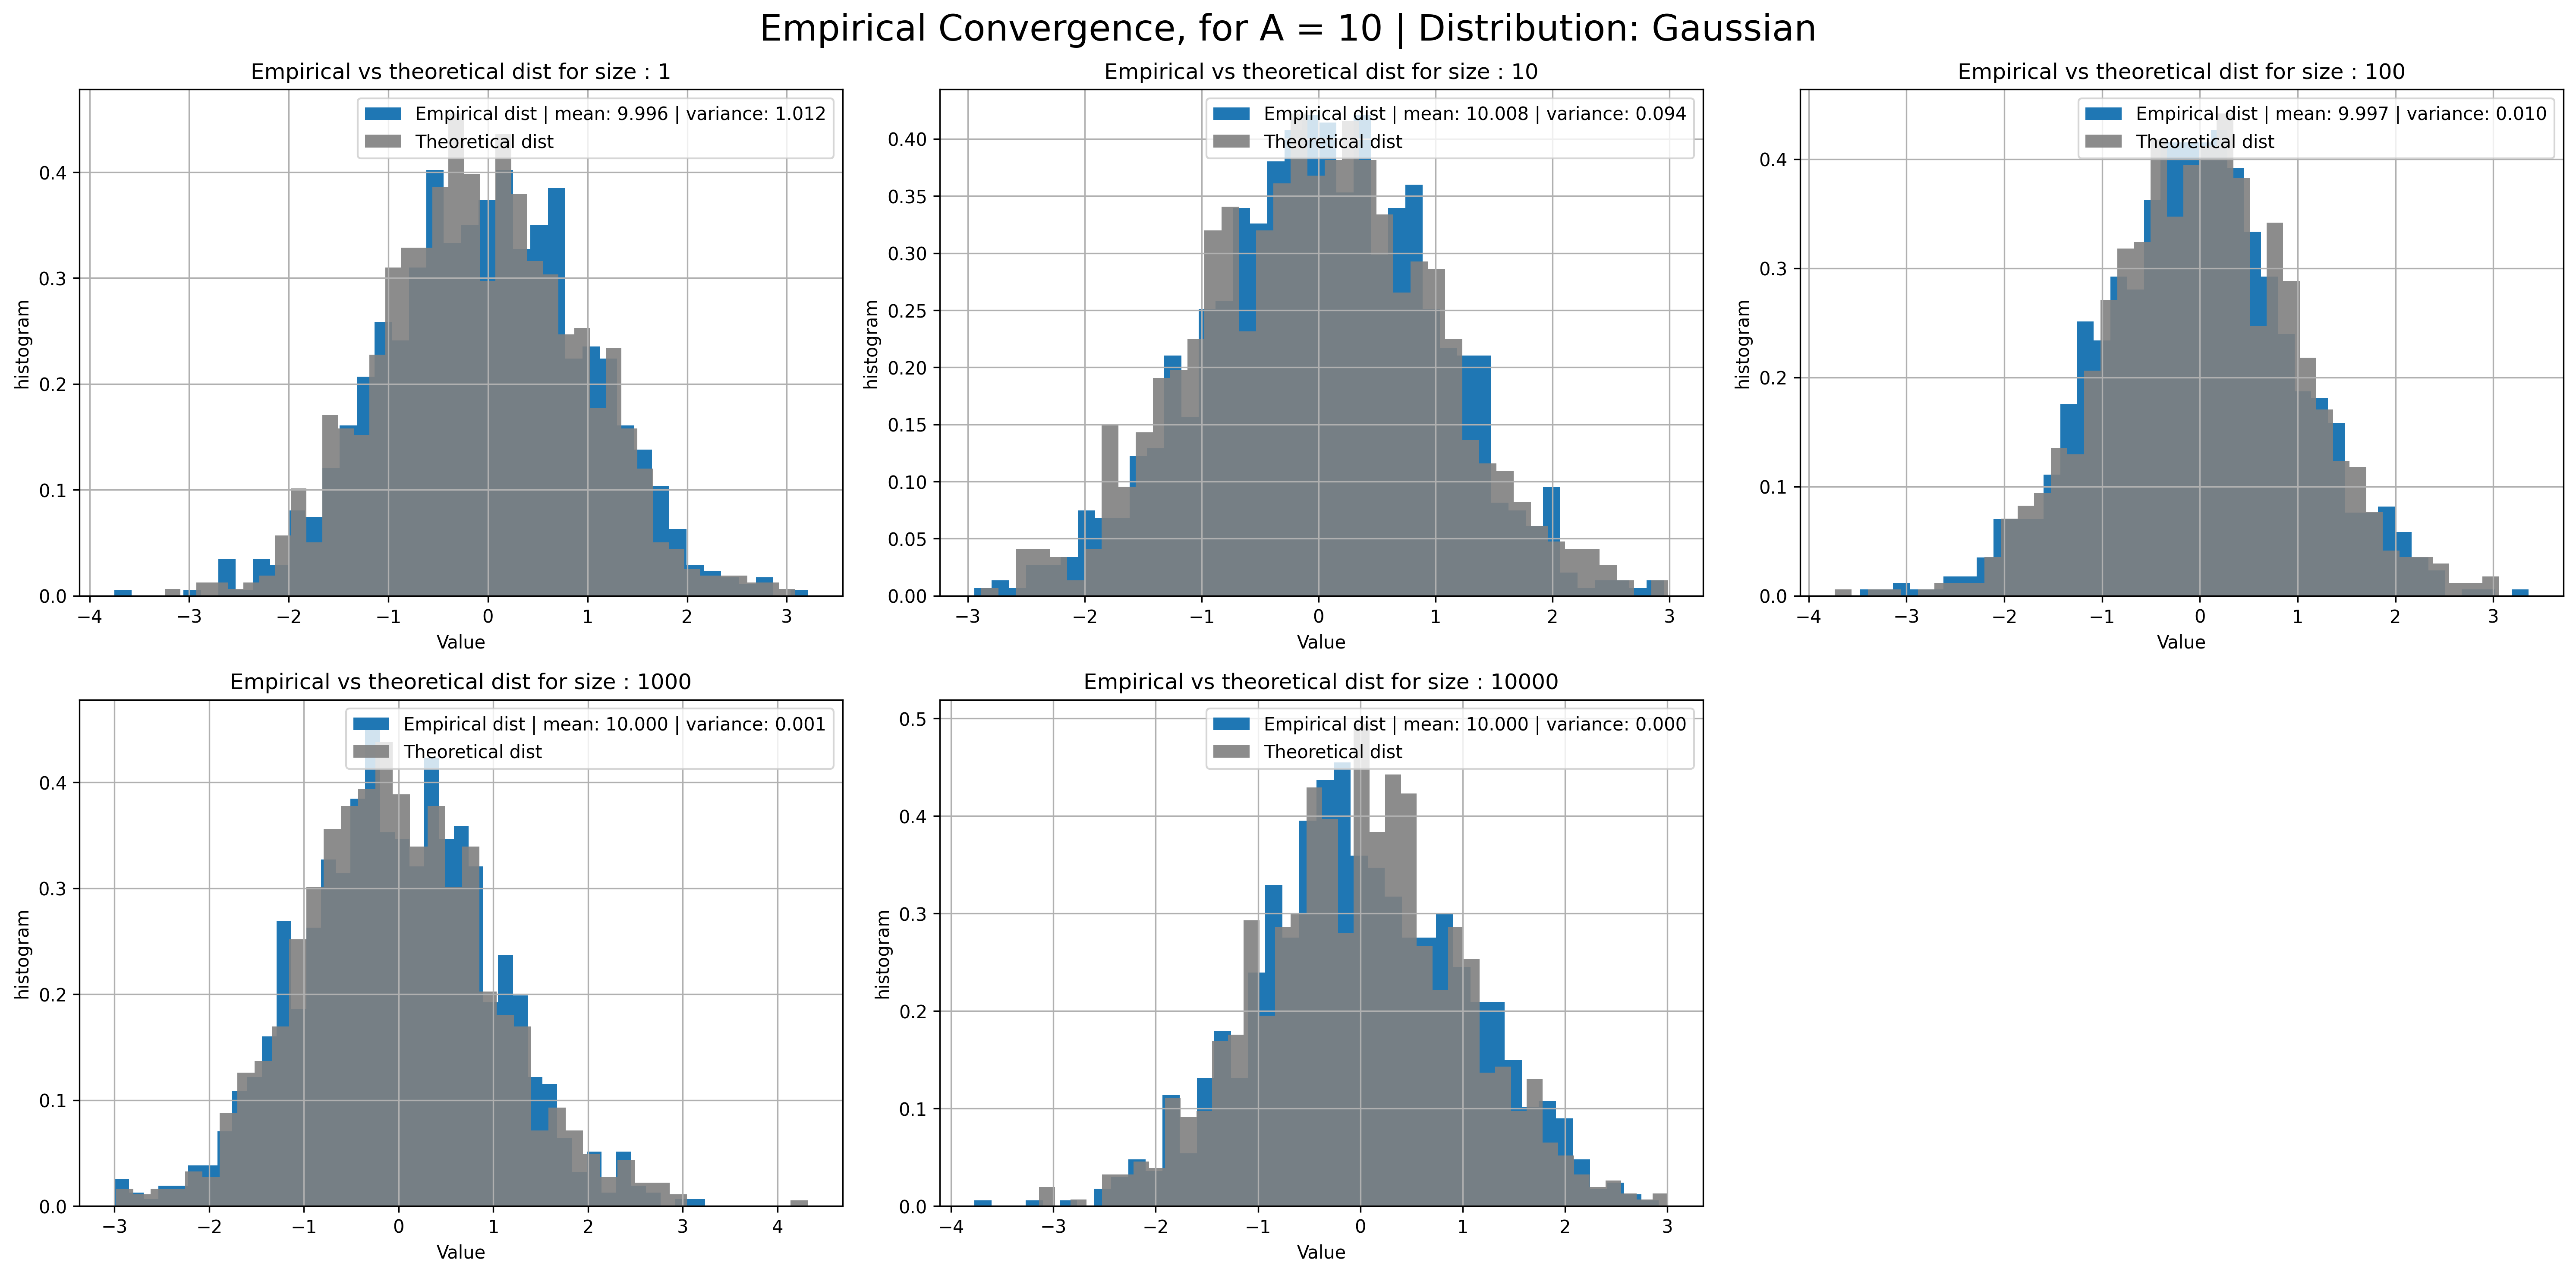 Empirical Convergence, for A = 10 | Distribution: Gaussian
Empirical vs theoretical dist for size : 1
Empirical dist | mean: 9.996 | variance: 1.012
Theoretical dist
histogram
0.4
0.3
0.2
0.1
0.0
−4 −3 −2 −1 0 1 2 3
Value
Empirical vs theoretical dist for size : 10
Empirical dist | mean: 10.008 | variance: 0.094
Theoretical dist
histogram
0.40
0.35
0.30
0.25
0.20
0.15
0.10
0.05
0.00
−3 −2 −1 0 1 2 3
Value
Empirical vs theoretical dist for size : 100
Empirical dist | mean: 9.997 | variance: 0.010
Theoretical dist
histogram
0.4
0.3
0.2
0.1
0.0
−4 −3 −2 −1 0 1 2 3
Value
Empirical vs theoretical dist for size : 1000
Empirical dist | mean: 10.000 | variance: 0.001
Theoretical dist
histogram
0.4
0.3
0.2
0.1
0.0
−3 −2 −1 0 1 2 3 4
Value
Empirical vs theoretical dist for size : 10000
Empirical dist | mean: 10.000 | variance: 0.000
Theoretical dist
histogram
0.5
0.4
0.3
0.2
0.1
0.0
−4 −3 −2 −1 0 1 2 3
Value